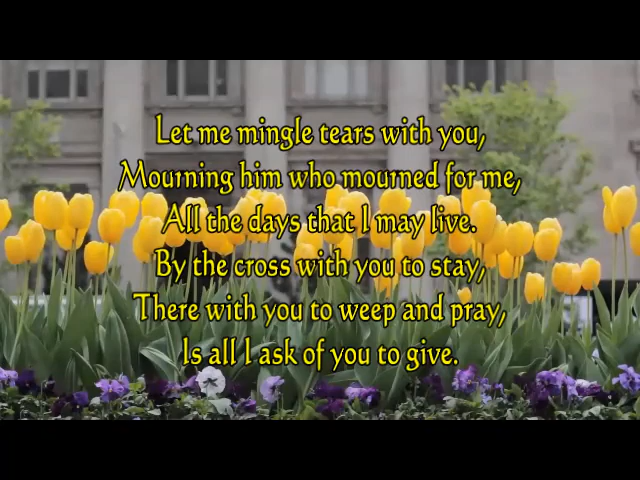 Let me mingle tears with you,
Mourning him who mourned for me,
All the days that I may live.
By the cross with you to stay,
There with you to weep and pray,
Is all I ask of you to give.